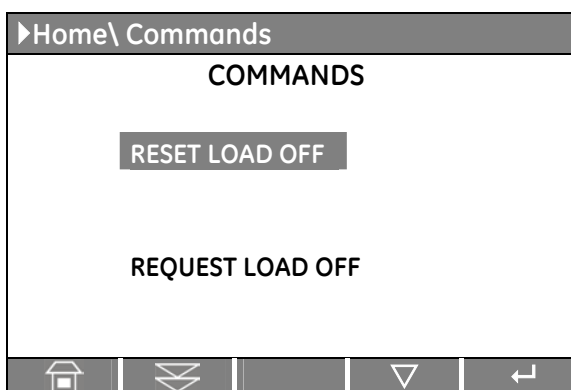 Home\ Commands
COMMANDS
RESET LOAD OFF
REQUEST LOAD OFF